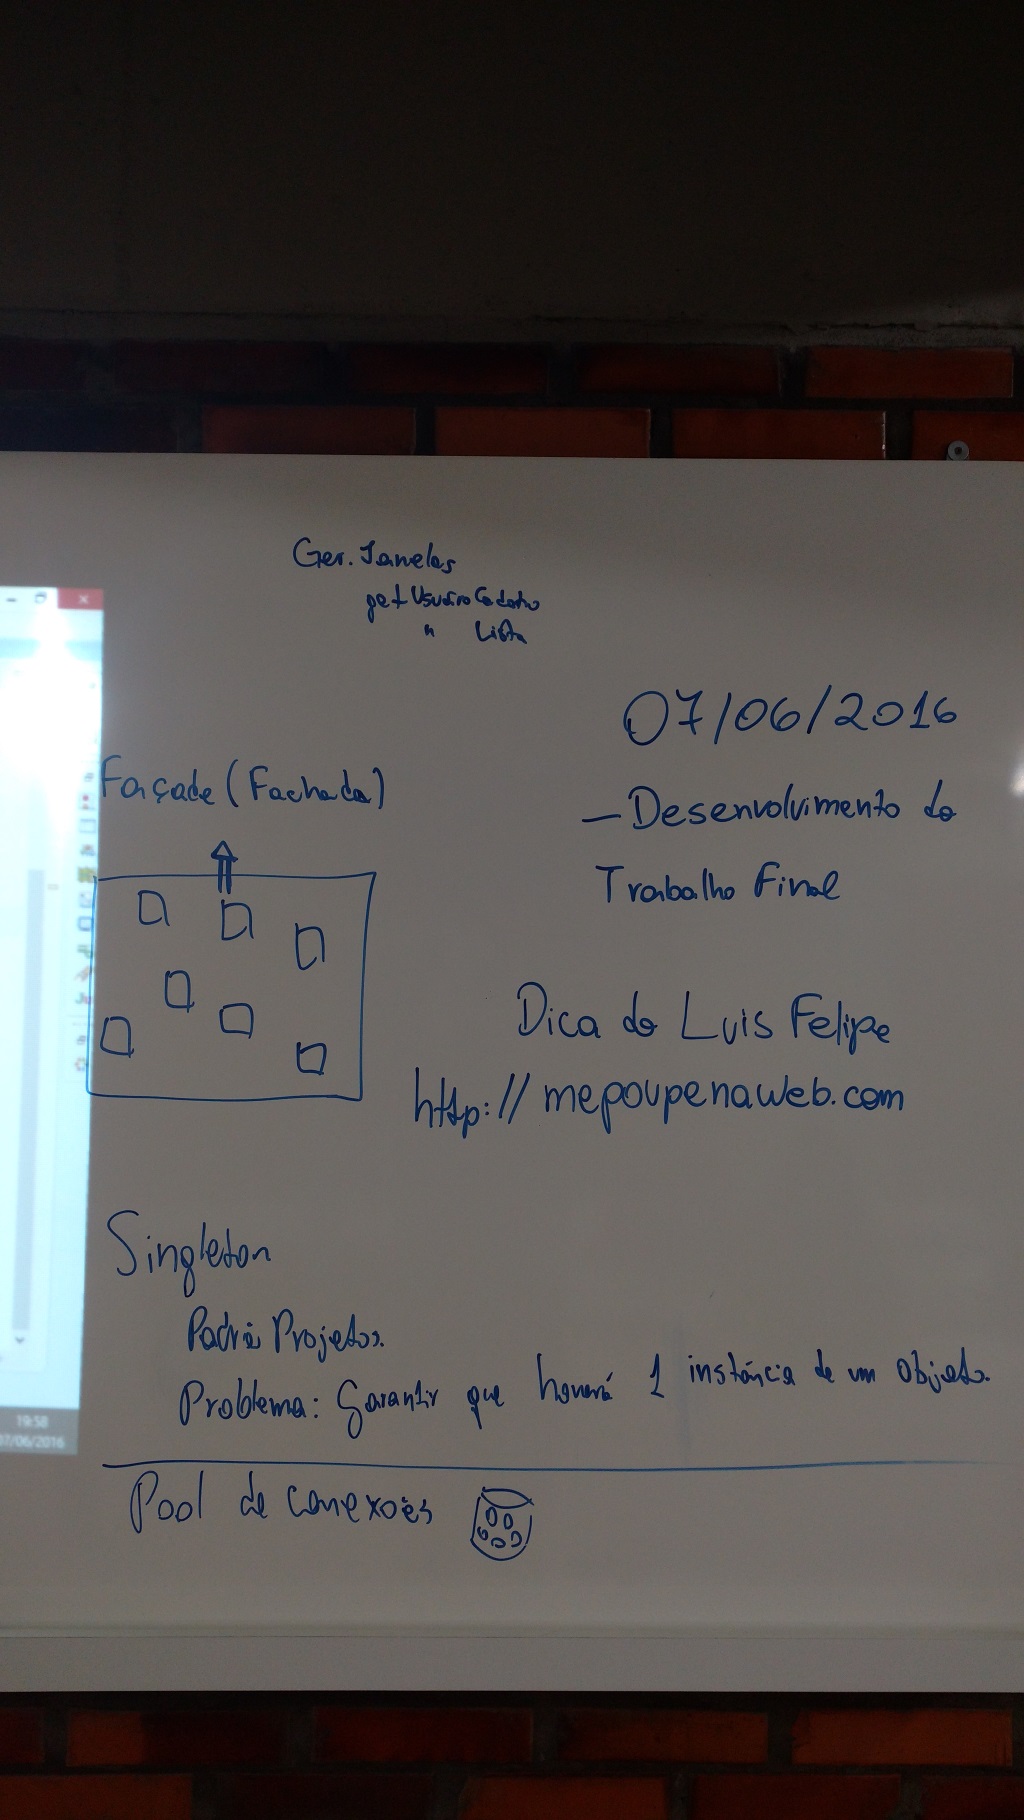 Ger. Janelas
getUsuárioCadastro
" Lista
07/06/2016
Façade (Fachada)
- Desenvolvimento do
Trabalho Final
Dica do Luis Felipe
http://mepoupenaweb.com
Singleton
Padrão Projetos.
Problema: Garantir que haverá 1 instância de um objeto.
19:58
07/06/2016
Pool de conexões